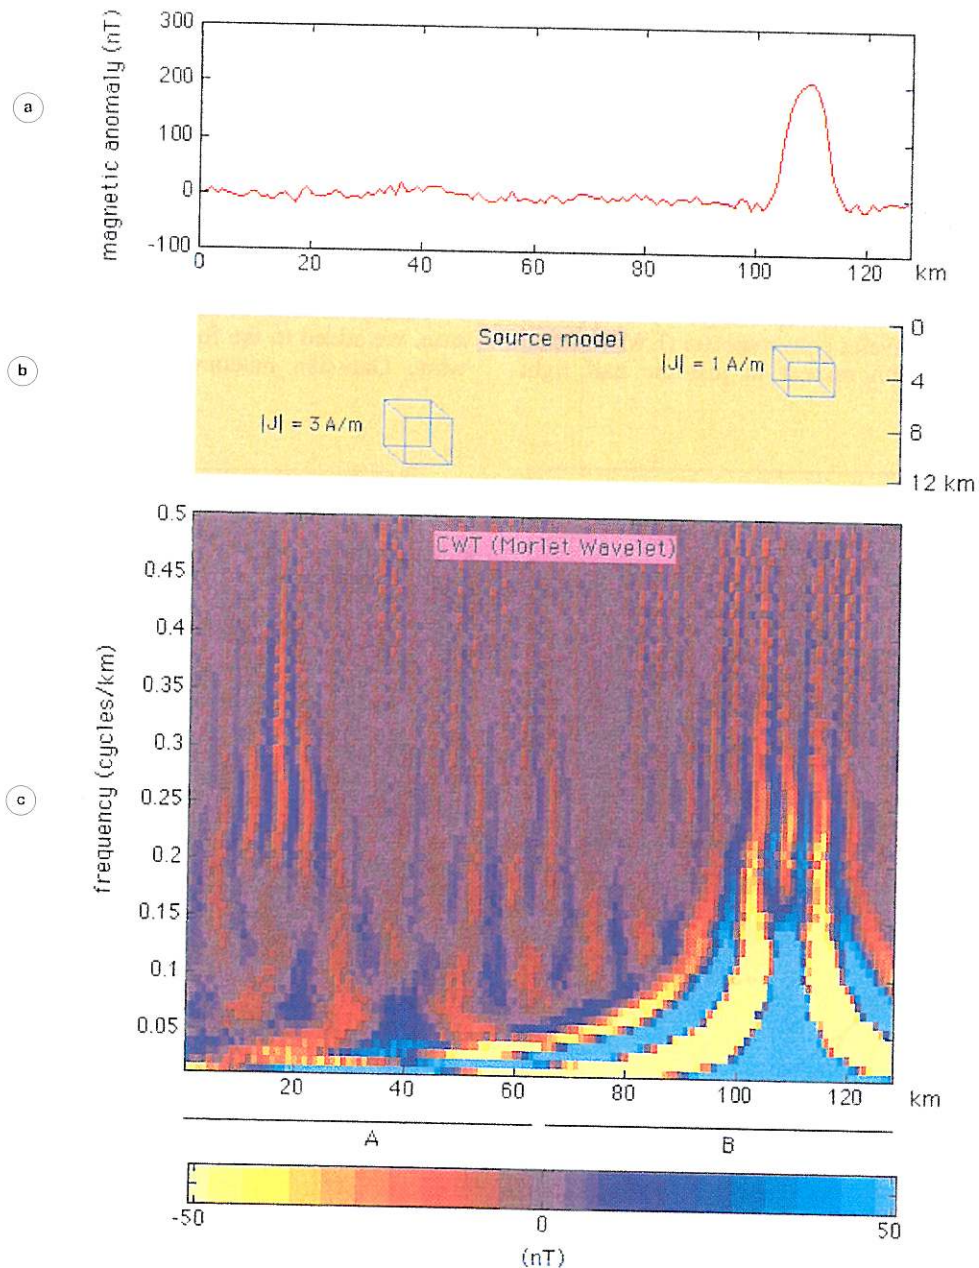 a
magnetic anomaly (nT)
300
200
100
0
-100
0 20 40 60 80 100 120 km
b
Source model
|J| = 1 A/m
|J| = 3 A/m
0
4
8
12 km
c
CWT (Morlet Wavelet)
frequency (cycles/km)
0.5
0.45
0.4
0.35
0.3
0.25
0.2
0.15
0.1
0.05
20 40 60 80 100 120 km
A B
-50 0 50
(nT)